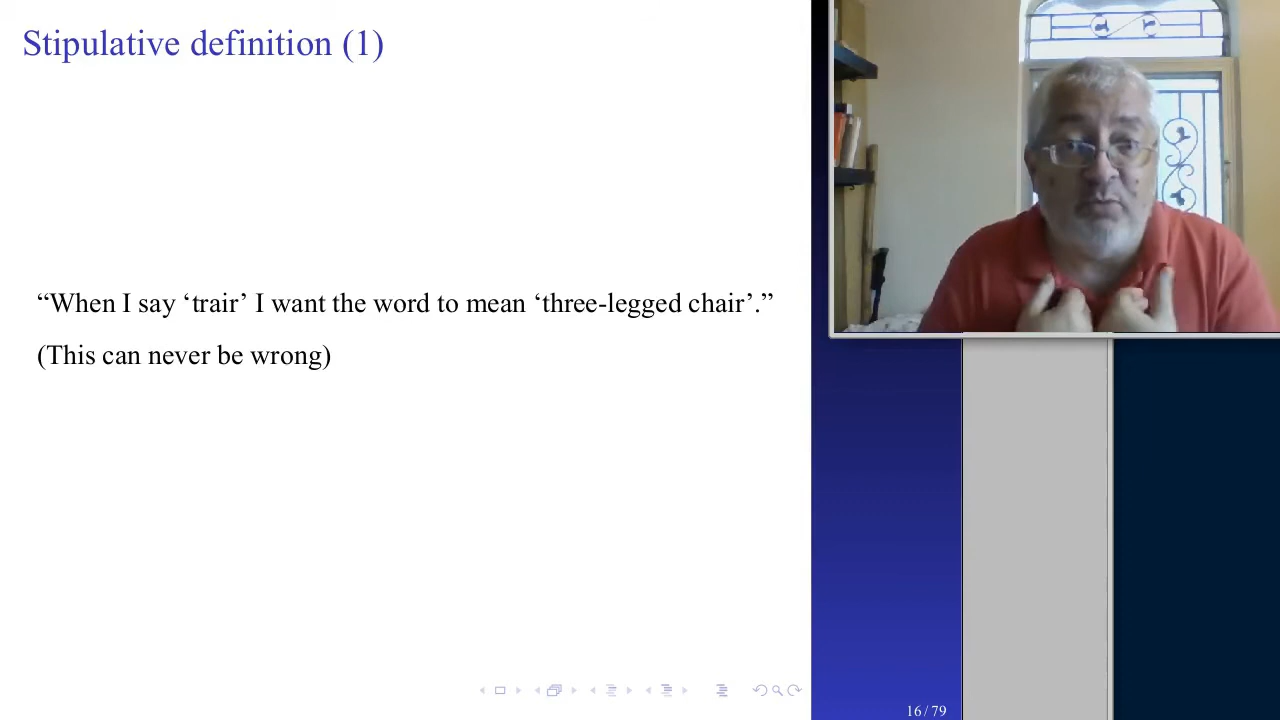 Stipulative definition (1)
“When I say ‘trair’ I want the word to mean ‘three-legged chair’.”
(This can never be wrong)
16 / 79